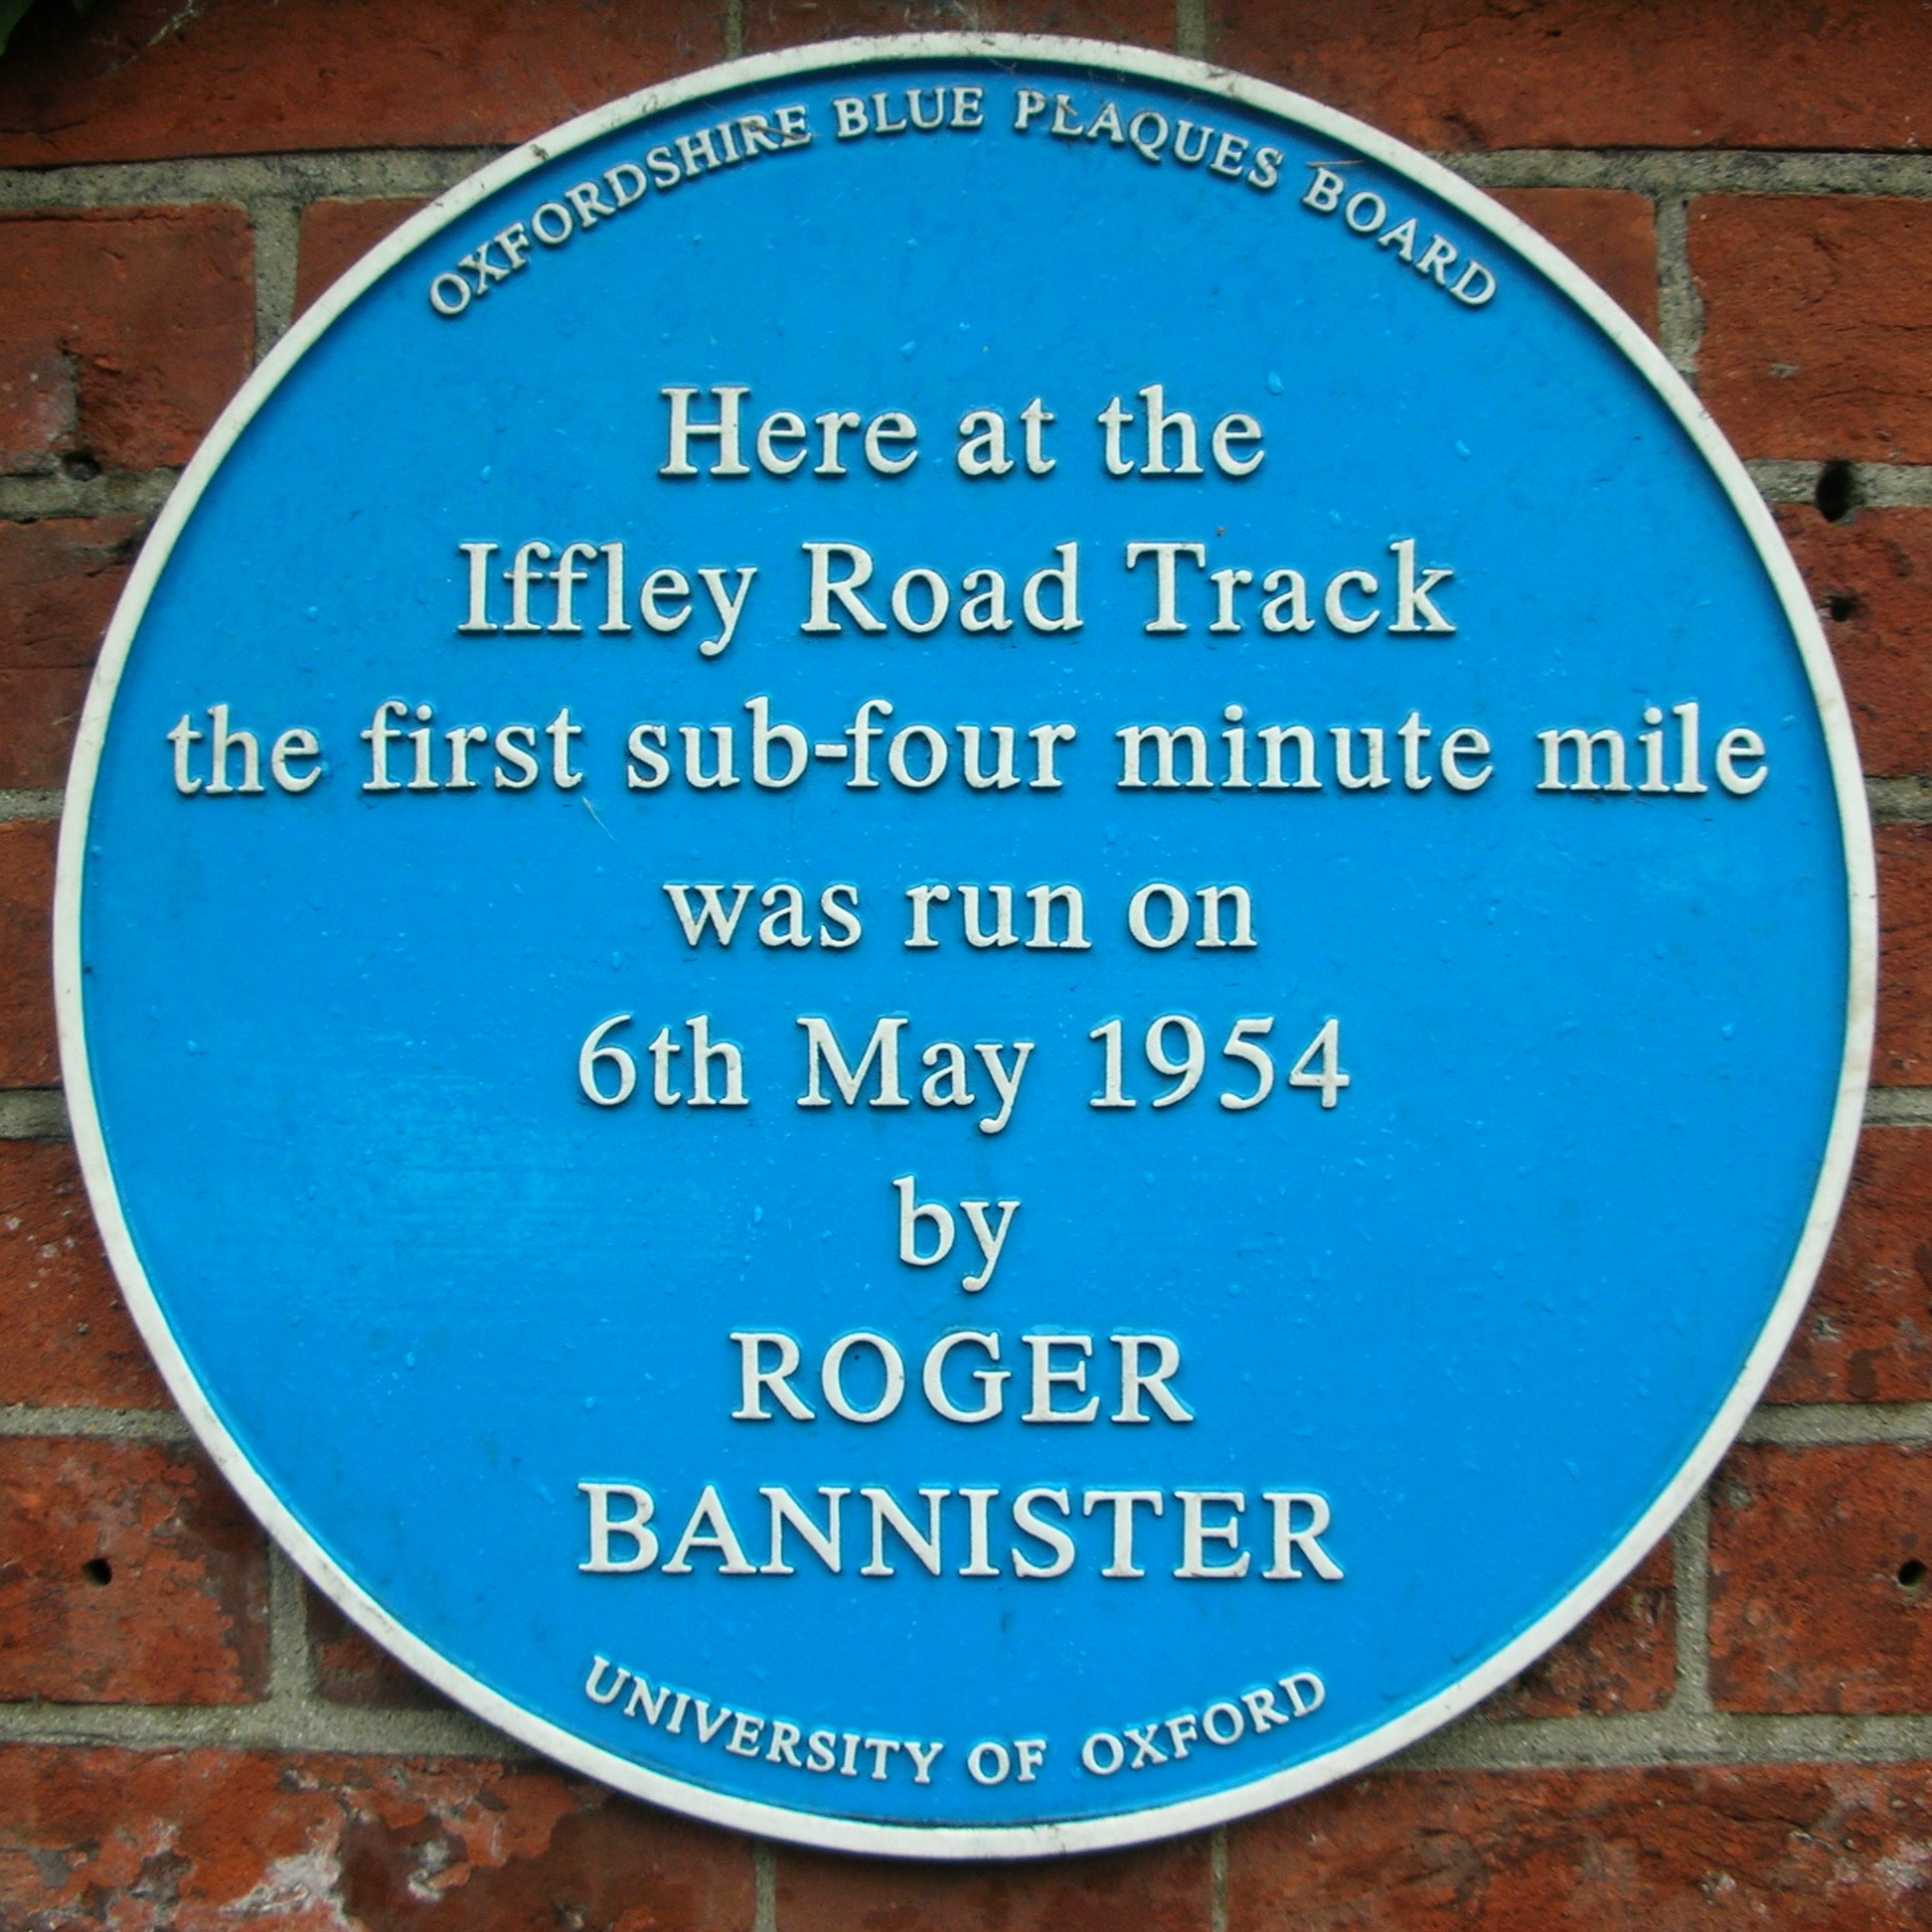 OXFORDSHIRE BLUE PLAQUES BOARD
Here at the
Iffley Road Track
the first sub-four minute mile
was run on
6th May 1954
by
ROGER
BANNISTER
UNIVERSITY OF OXFORD